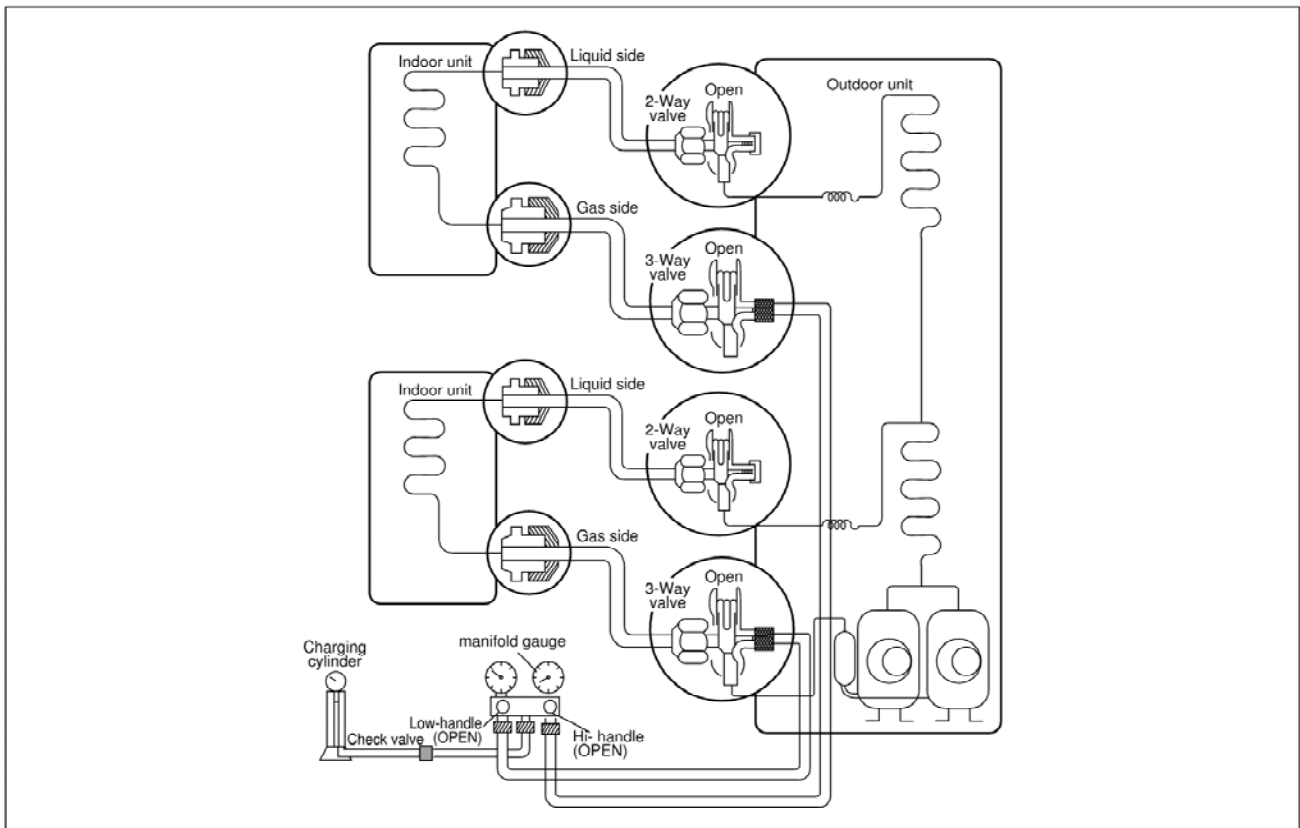 Indoor unit
Liquid side
2-Way
valve
Open
Outdoor unit
Gas side
3-Way
valve
Open
Indoor unit
Liquid side
2-Way
valve
Open
Gas side
3-Way
valve
Open
Charging
cylinder
manifold gauge
Low-handle
(OPEN)
Check valve
Hi- handle
(OPEN)